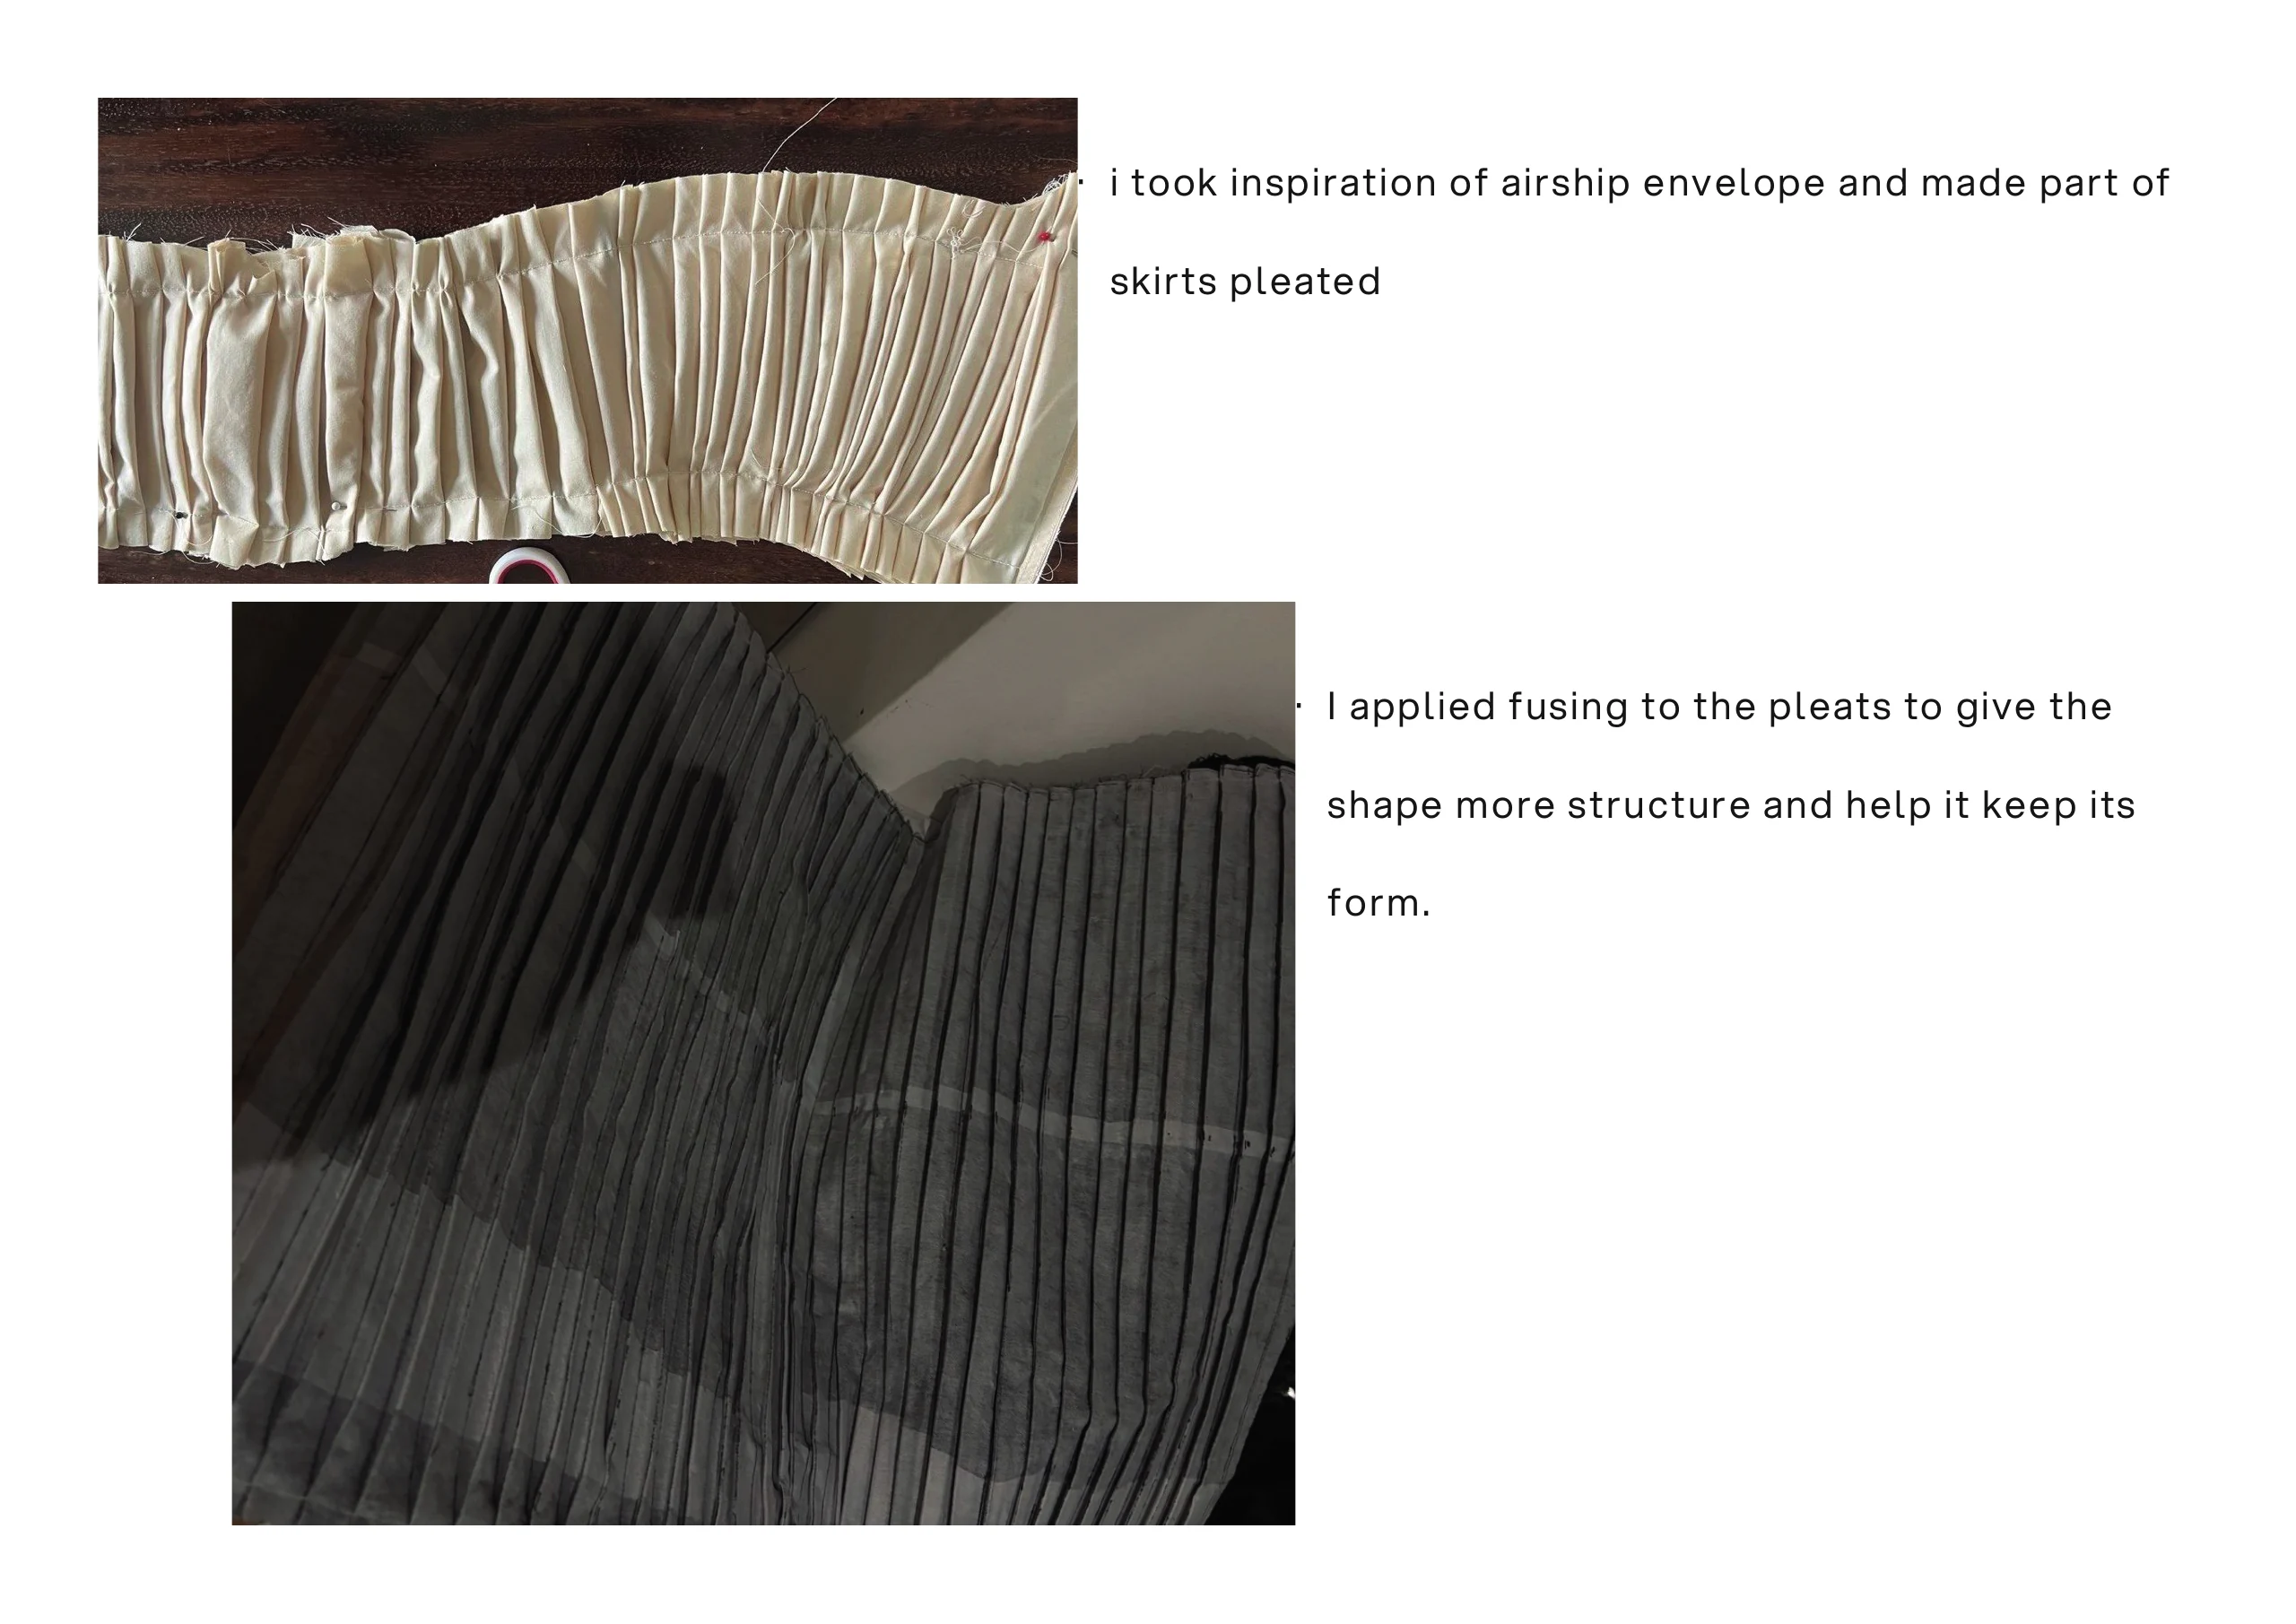 · i took inspiration of airship envelope and made part of
skirts pleated
· I applied fusing to the pleats to give the
shape more structure and help it keep its
form.